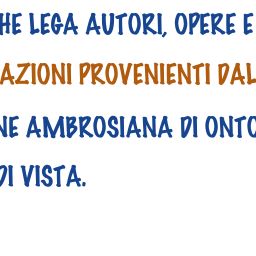 HE LEGA AUTORI, OPERE E
AZIONI PROVENIENTI DAL
NE AMBROSIANA DI ONTO
DI VISTA.